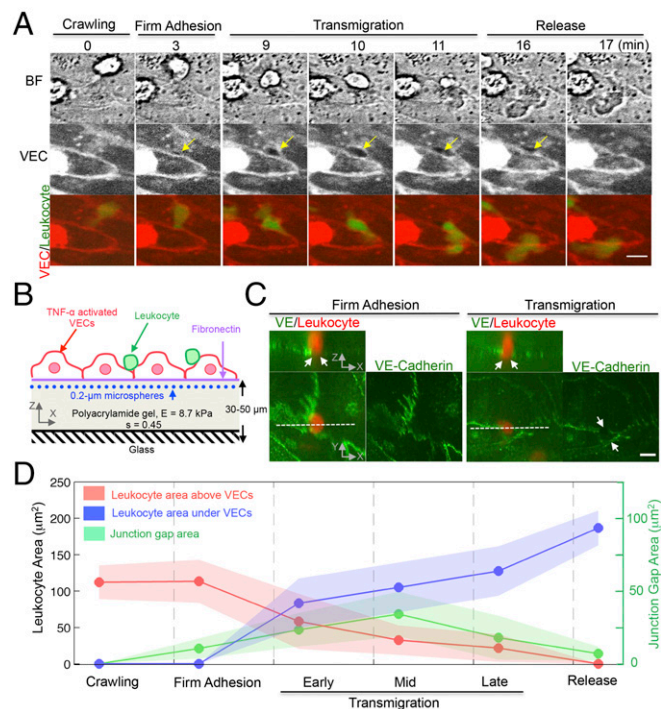 A
Crawling Firm Adhesion Transmigration Release
0 3 9 10 11 16 17 (min)
BF
VEC
VEC/Leukocyte
B
TNF-α activated VECs
Leukocyte
Fibronectin
0.2-μm microspheres
Z
X
Polyacrylamide gel, E = 8.7 kPa
s = 0.45
30-50 μm
Glass
C
Firm Adhesion Transmigration
VE/Leukocyte
Z
X
VE-Cadherin
Y
X
VE/Leukocyte
VE-Cadherin
D
Leukocyte area above VECs
Leukocyte area under VECs
Junction gap area
Leukocyte Area (μm²)
250
200
150
100
50
0
Junction Gap Area (μm²)
100
50
0
Crawling Firm Adhesion Early Mid Late Release
Transmigration